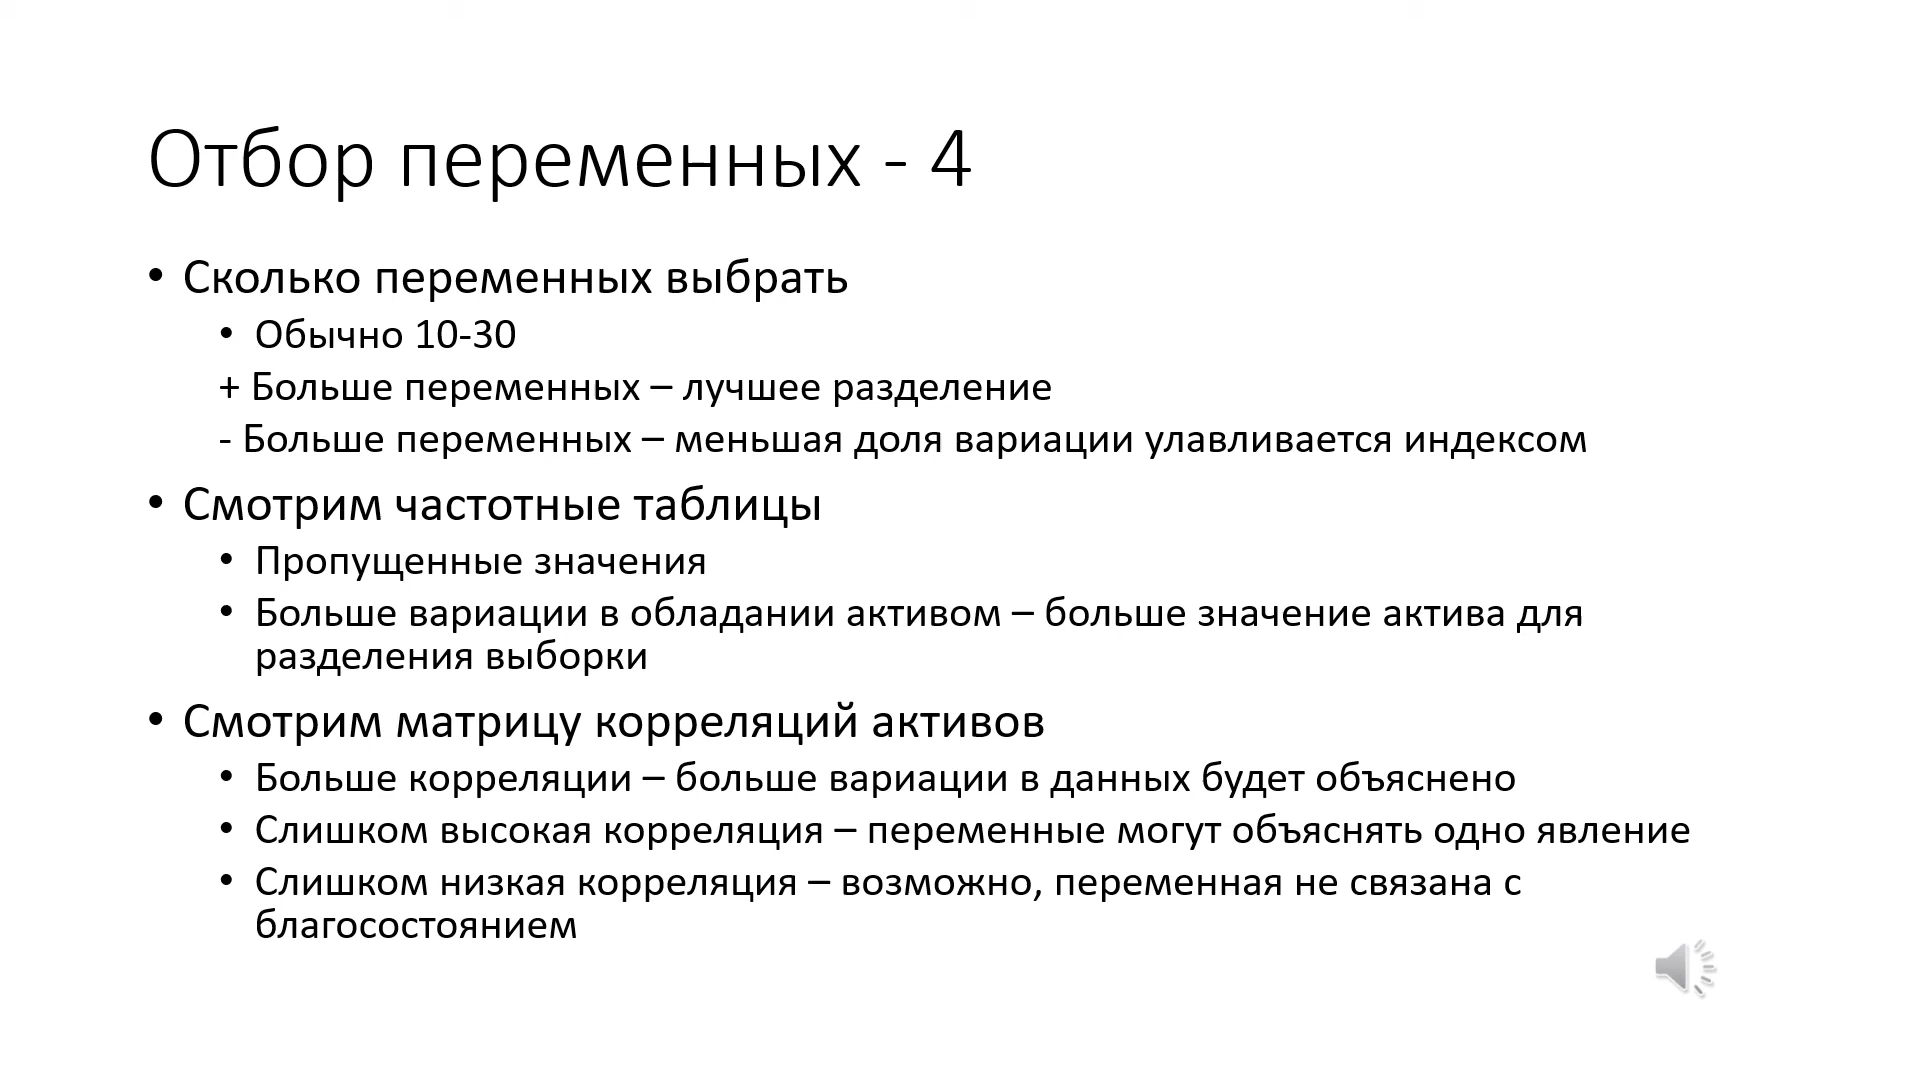 Отбор переменных - 4
• Сколько переменных выбрать
• Обычно 10-30
+ Больше переменных – лучшее разделение
- Больше переменных – меньшая доля вариации улавливается индексом
• Смотрим частотные таблицы
• Пропущенные значения
• Больше вариации в обладании активом – больше значение актива для
разделения выборки
• Смотрим матрицу корреляций активов
• Больше корреляции – больше вариации в данных будет объяснено
• Слишком высокая корреляция – переменные могут объяснять одно явление
• Слишком низкая корреляция – возможно, переменная не связана с
благосостоянием